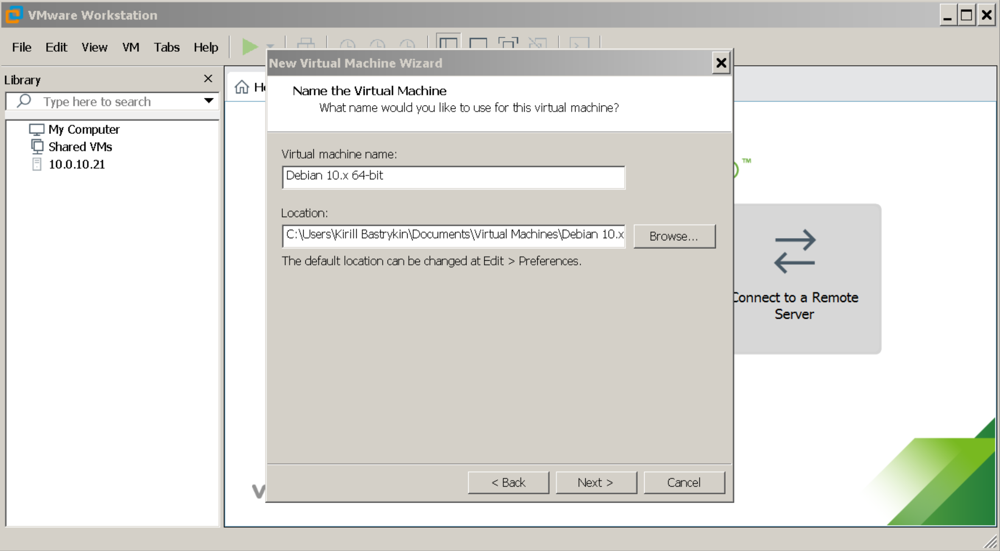 VMware Workstation
File Edit View VM Tabs Help
Library
Type here to search
My Computer
Shared VMs
10.0.10.21
New Virtual Machine Wizard
Name the Virtual Machine
What name would you like to use for this virtual machine?
Virtual machine name:
Debian 10.x 64-bit
Location:
C:\Users\Kirill Bastrykin\Documents\Virtual Machines\Debian 10.x
Browse...
The default location can be changed at Edit > Preferences.
< Back
Next >
Cancel
TM
Connect to a Remote
Server